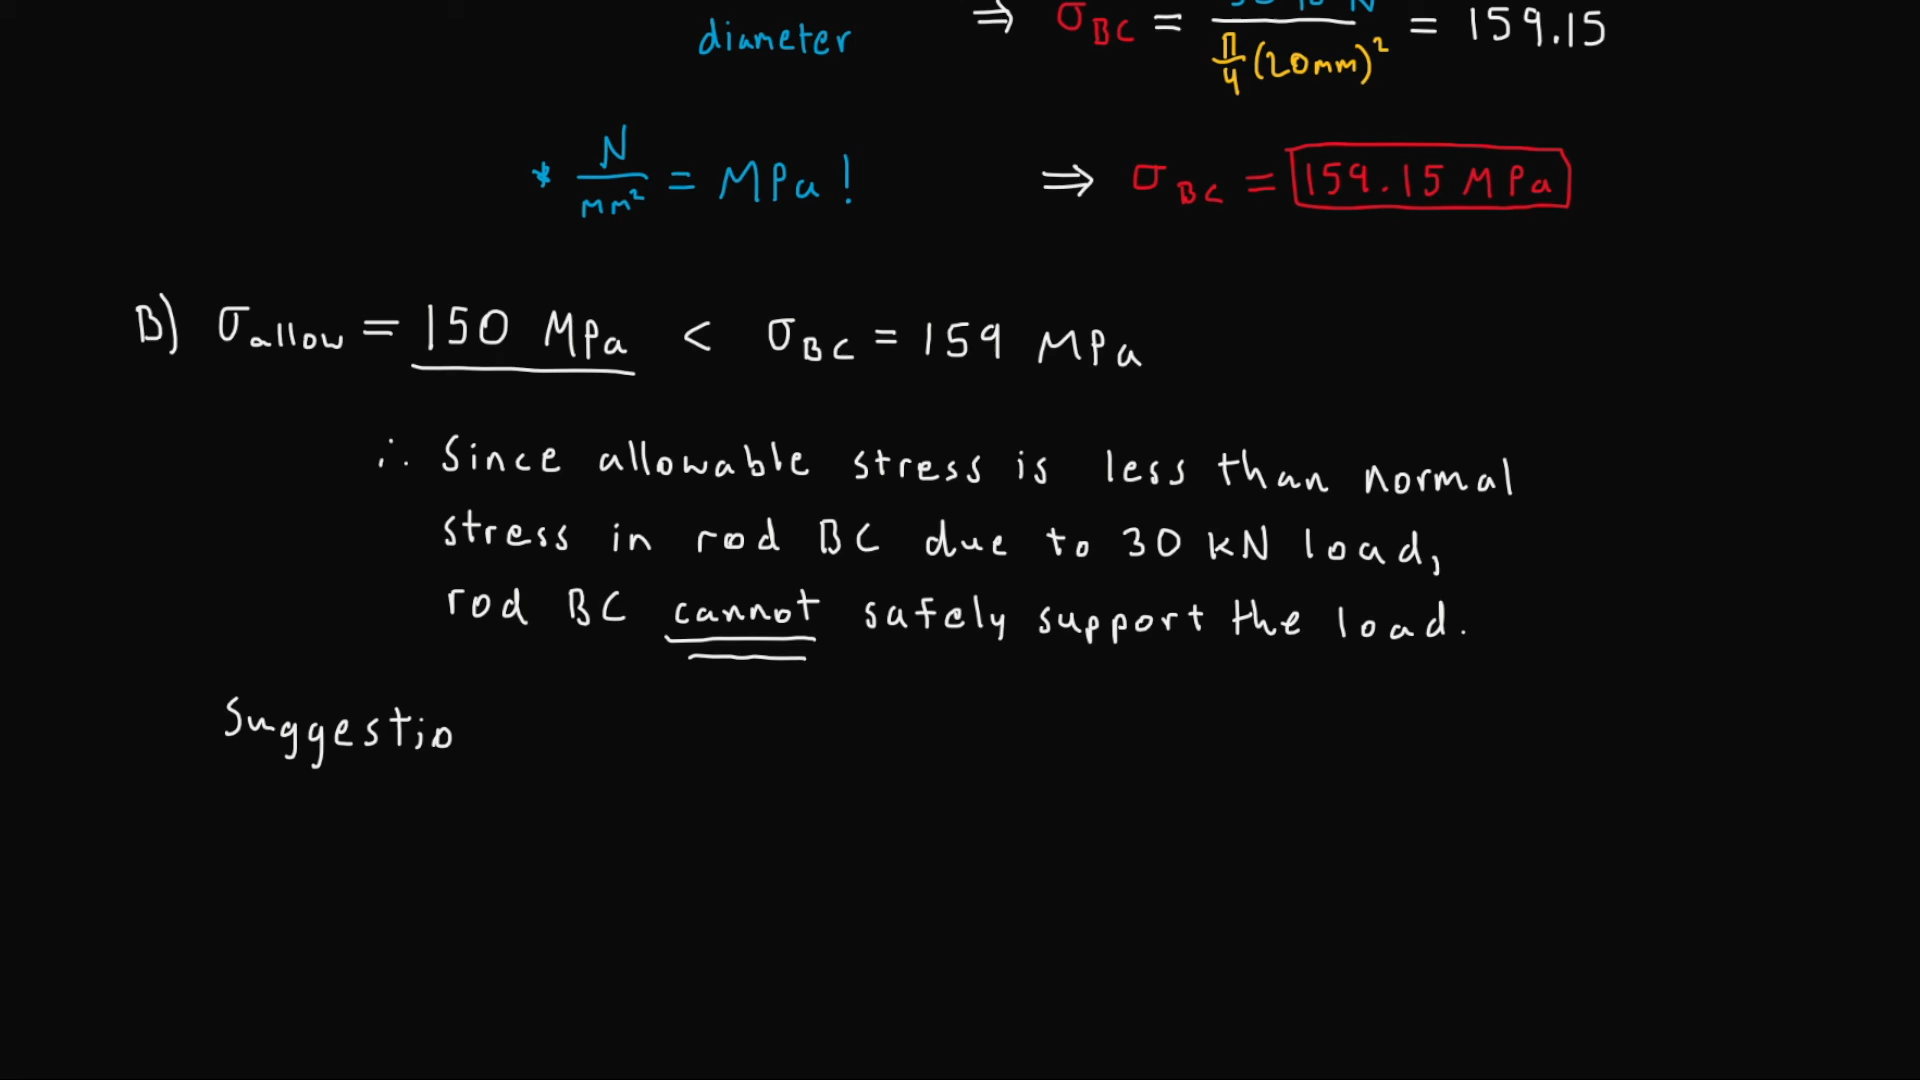 diameter
⇒ σBC = N / π/4 (20mm)² = 159.15
* N/mm² = MPa !
⇒ σBC = 159.15 MPa
B) σallow = 150 MPa < σBC = 159 MPa
∴ Since allowable stress is less than normal
stress in rod BC due to 30 kN load,
rod BC cannot safely support the load.
Suggestio